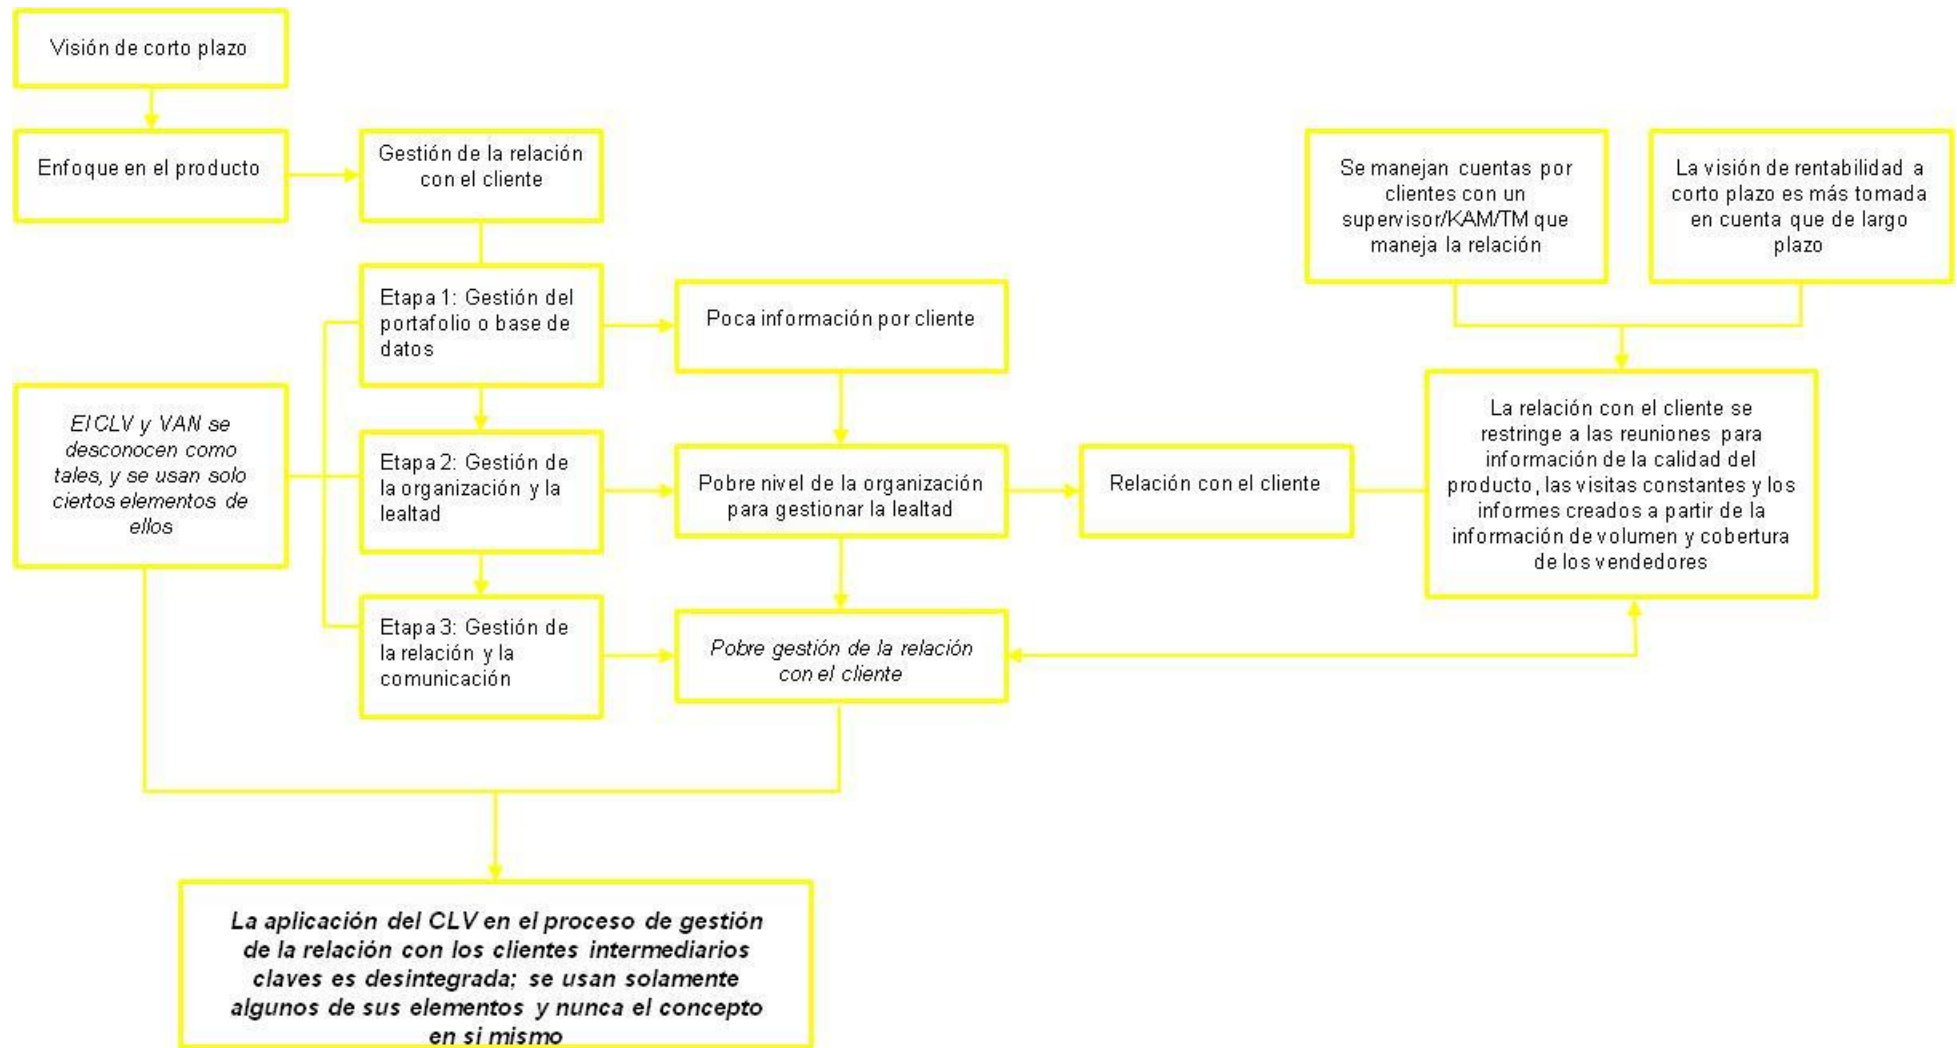 Visión de corto plazo
Enfoque en el producto
Gestión de la relación
con el cliente
Se manejan cuentas por
clientes con un
supervisor/KAM/TM que
maneja la relación
La visión de rentabilidad a
corto plazo es más tomada
en cuenta que de largo
plazo
Etapa 1: Gestión del
portafolio o base de
datos
Poca información por cliente
El CLV y VAN se
desconocen como
tales, y se usan solo
ciertos elementos de
ellos
Etapa 2: Gestión de
la organización y la
lealtad
Pobre nivel de la organización
para gestionar la lealtad
Relación con el cliente
La relación con el cliente se
restringe a las reuniones para
información de la calidad del
producto, las visitas constantes y los
informes creados a partir de la
información de volumen y cobertura
de los vendedores
Etapa 3: Gestión de
la relación y la
comunicación
Pobre gestión de la relación
con el cliente
La aplicación del CLV en el proceso de gestión
de la relación con los clientes intermediarios
claves es desintegrada; se usan solamente
algunos de sus elementos y nunca el concepto
en si mismo